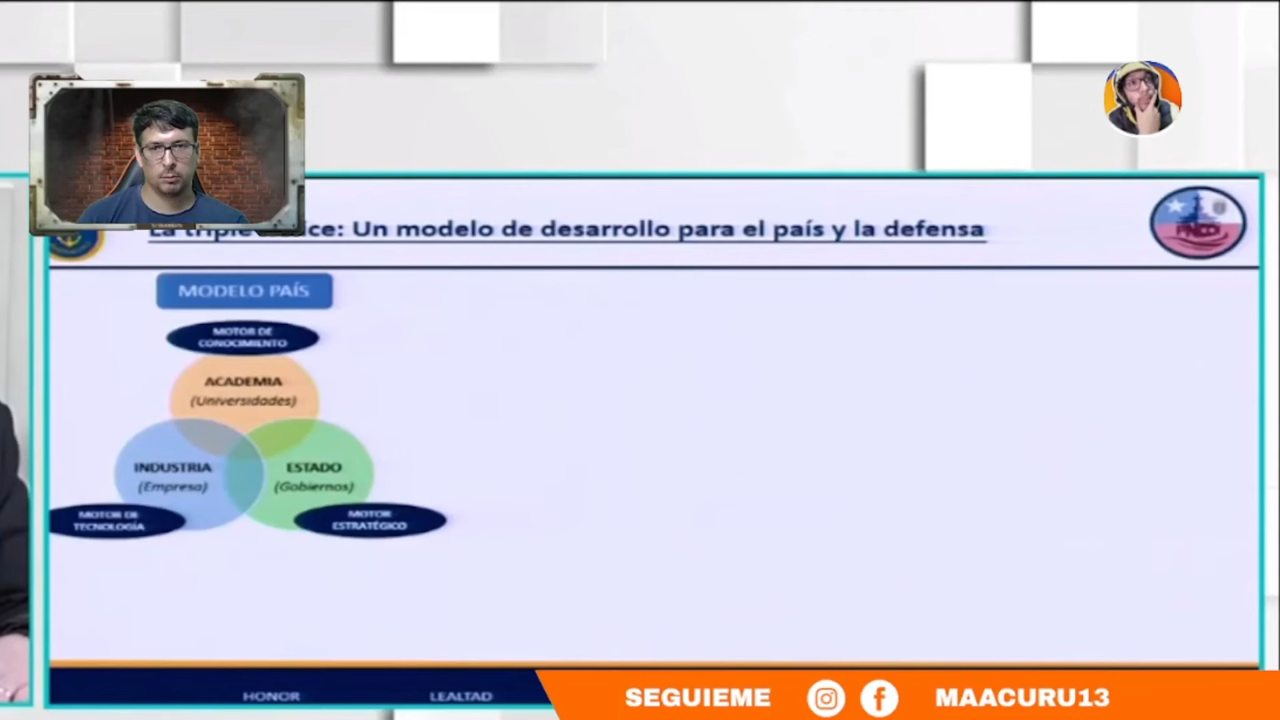 La triple ice: Un modelo de desarrollo para el país y la defensa
MODELO PAÍS
MOTOR DE
CONOCIMIENTO
ACADEMIA
(Universidades)
INDUSTRIA
(Empresa)
ESTADO
(Gobiernos)
MOTOR DE
TECNOLOGÍA
MOTOR
ESTRATÉGICO
HONOR
LEALTAD
SEGUIEME
MAACURU13